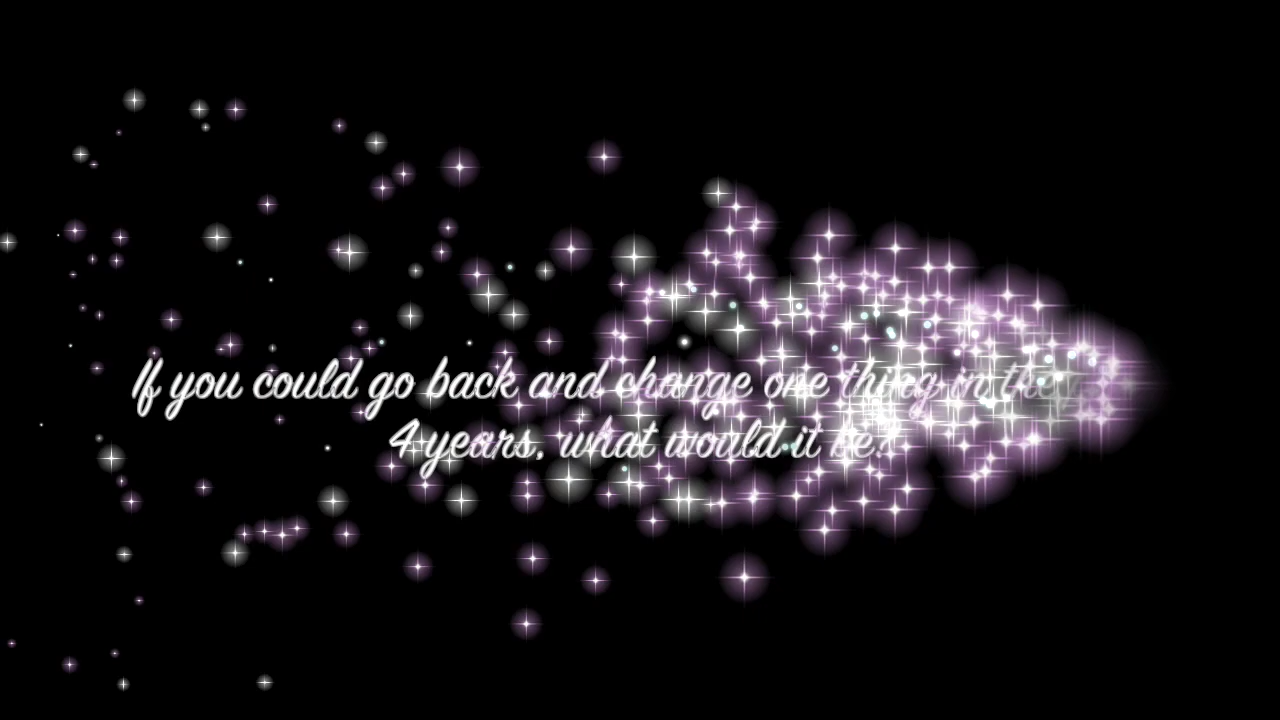 If you could go back and change one thing in the
4 years, what would it be?